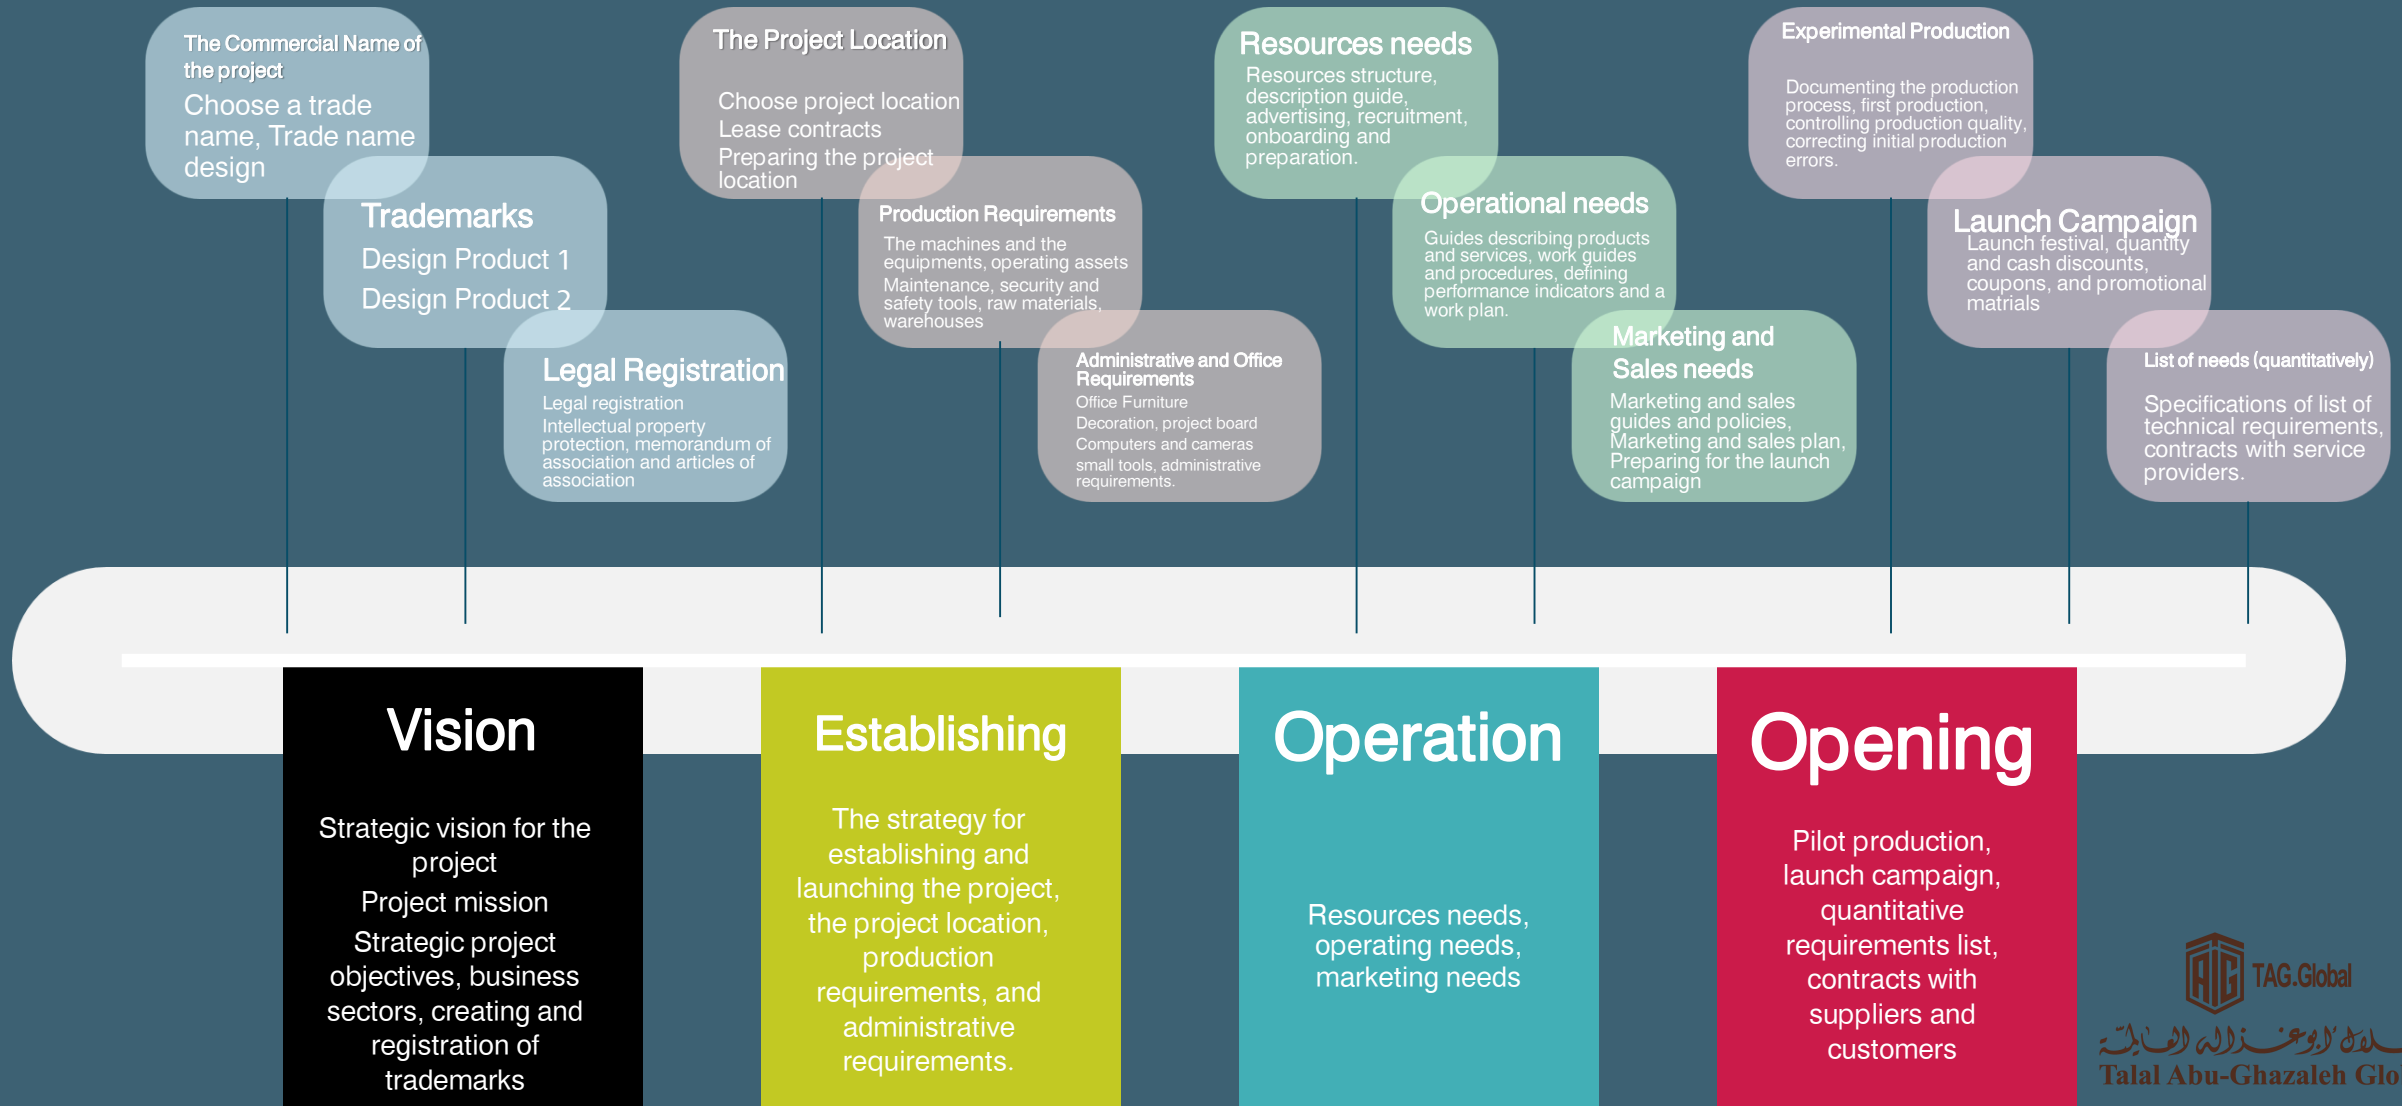 The Commercial Name of
the project
Choose a trade
name, Trade name
design
Trademarks
Design Product 1
Design Product 2
Legal Registration
Legal registration
Intellectual property
protection, memorandum of
association and articles of
association
The Project Location
Choose project location
Lease contracts
Preparing the project
location
Production Requirements
The machines and the
equipments, operating assets
Maintenance, security and
safety tools, raw materials,
warehouses
Administrative and Office
Requirements
Office Furniture
Decoration, project board
Computers and cameras
small tools, administrative
requirements.
Resources needs
Resources structure,
description guide,
advertising, recruitment,
onboarding and
preparation.
Operational needs
Guides describing products
and services, work guides
and procedures, defining
performance indicators and a
work plan.
Marketing and
Sales needs
Marketing and sales
guides and policies,
Marketing and sales plan,
Preparing for the launch
campaign
Experimental Production
Documenting the production
process, first production,
controlling production quality,
correcting initial production
errors.
Launch Campaign
Launch festival, quantity
and cash discounts,
coupons, and promotional
matrials
List of needs (quantitatively)
Specifications of list of
technical requirements,
contracts with service
providers.
Vision
Strategic vision for the
project
Project mission
Strategic project
objectives, business
sectors, creating and
registration of
trademarks
Establishing
The strategy for
establishing and
launching the project,
the project location,
production
requirements, and
administrative
requirements.
Operation
Resources needs,
operating needs,
marketing needs
Opening
Pilot production,
launch campaign,
quantitative
requirements list,
contracts with
suppliers and
customers
TAG.Global
طلال أبوغزاله العالمية
Talal Abu-Ghazaleh Glo